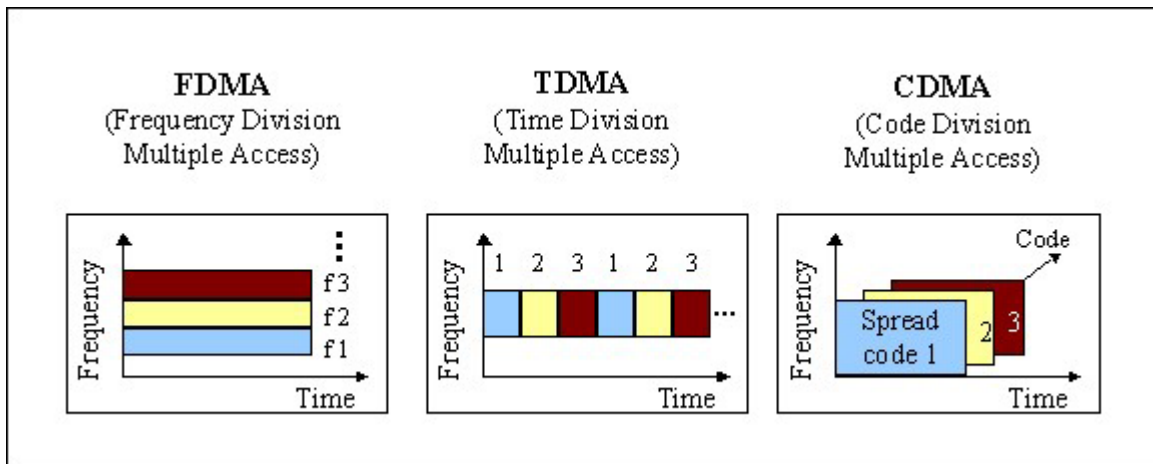 FDMA
(Frequency Division
Multiple Access)
TDMA
(Time Division
Multiple Access)
CDMA
(Code Division
Multiple Access)
Frequency
f3
f2
f1
Time
Frequency
1 2 3 1 2 3
...
Time
Frequency
Code
Spread
code 1
2
3
Time